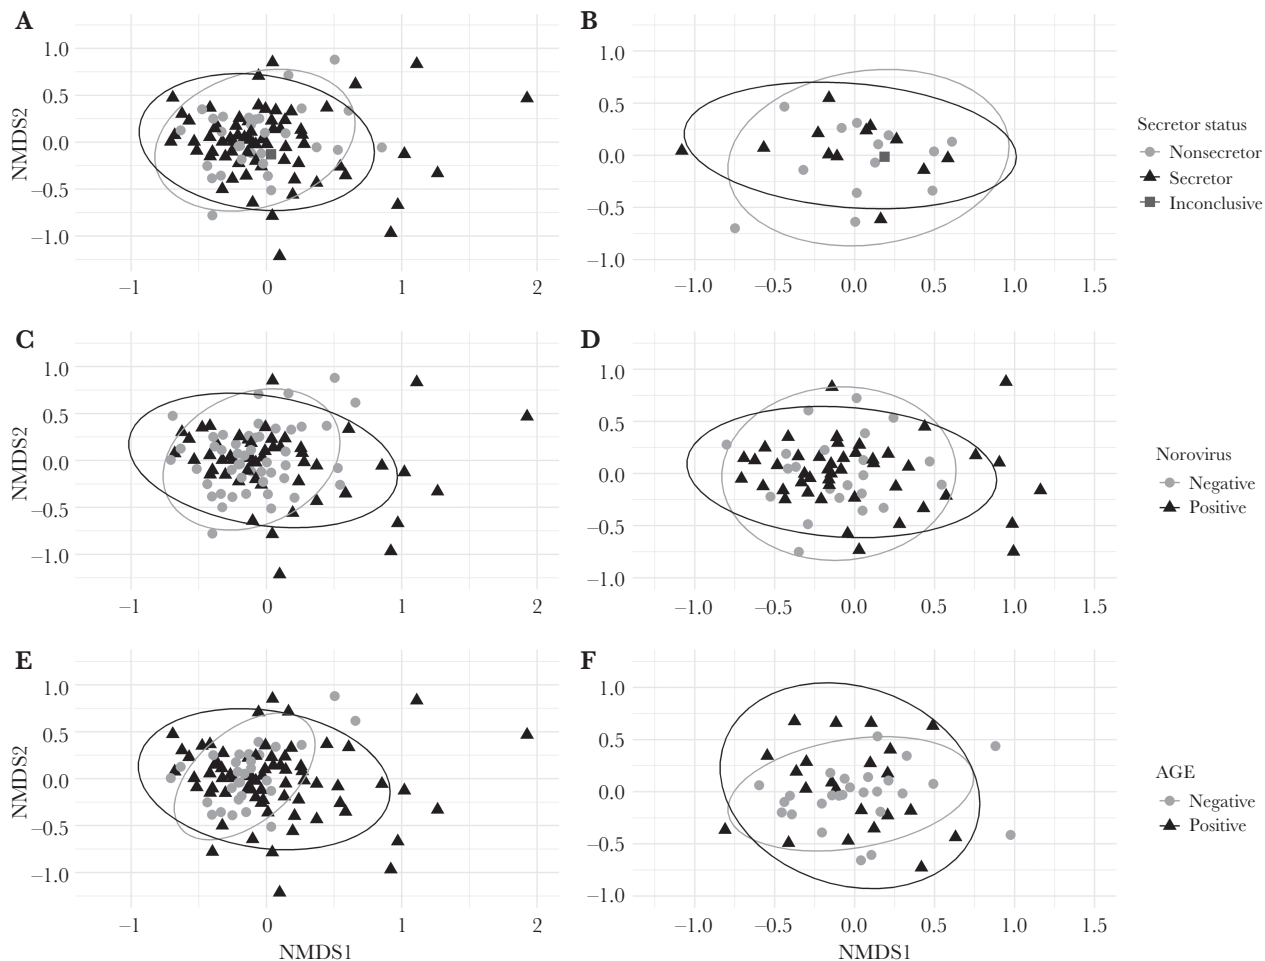 A
B
1.0
0.5
0.0
−0.5
−1.0
NMDS2
−1
0
1
2
1.0
0.5
0.0
−0.5
−1.0
−1.0
−0.5
0.0
0.5
1.0
1.5
Secretor status
Nonsecretor
Secretor
Inconclusive
C
D
1.0
0.5
0.0
−0.5
−1.0
NMDS2
−1
0
1
2
1.0
0.5
0.0
−0.5
−1.0
−1.0
−0.5
0.0
0.5
1.0
1.5
Norovirus
Negative
Positive
E
F
1.0
0.5
0.0
−0.5
−1.0
NMDS2
−1
0
1
2
NMDS1
1.0
0.5
0.0
−0.5
−1.0
−1.0
−0.5
0.0
0.5
1.0
1.5
NMDS1
AGE
Negative
Positive